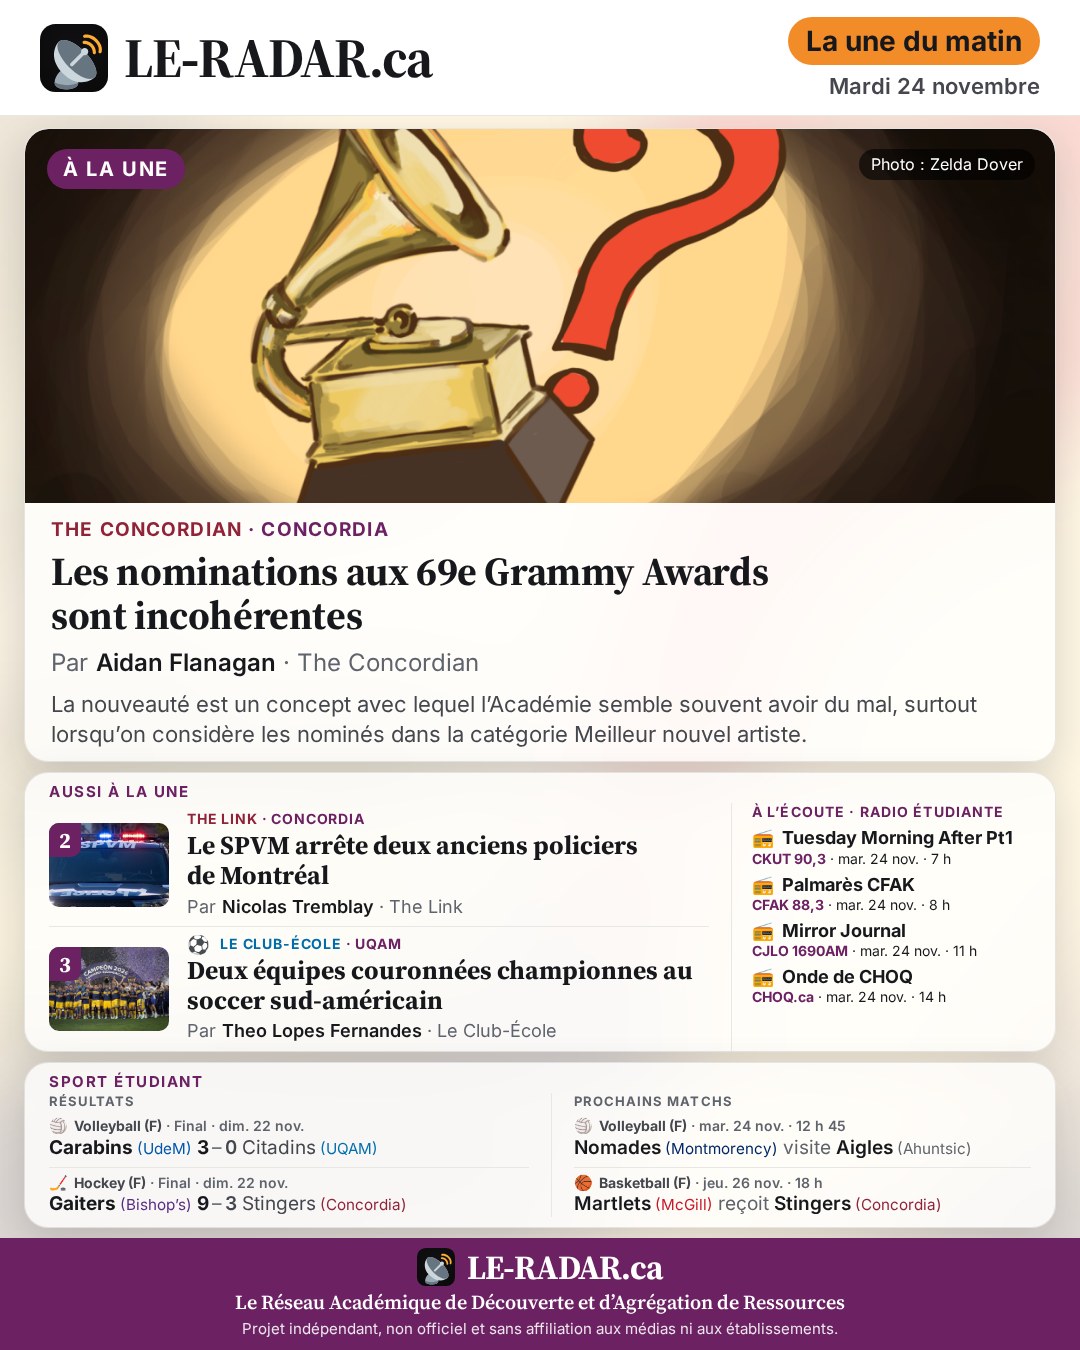 LE-RADAR.ca
La une du matin
Mardi 24 novembre
À LA UNE
Photo : Zelda Dover
THE CONCORDIAN · CONCORDIA
Les nominations aux 69e Grammy Awards
sont incohérentes
Par Aidan Flanagan · The Concordian
La nouveauté est un concept avec lequel l’Académie semble souvent avoir du mal, surtout
lorsqu’on considère les nominés dans la catégorie Meilleur nouvel artiste.
AUSSI À LA UNE
2
SPVM
THE LINK · CONCORDIA
Le SPVM arrête deux anciens policiers
de Montréal
Par Nicolas Tremblay · The Link
3
CAMPEÓN 2026
LE CLUB-ÉCOLE · UQAM
Deux équipes couronnées championnes au
soccer sud-américain
Par Theo Lopes Fernandes · Le Club-École
À L’ÉCOUTE · RADIO ÉTUDIANTE
Tuesday Morning After Pt1
CKUT 90,3 · mar. 24 nov. · 7 h
Palmarès CFAK
CFAK 88,3 · mar. 24 nov. · 8 h
Mirror Journal
CJLO 1690AM · mar. 24 nov. · 11 h
Onde de CHOQ
CHOQ.ca · mar. 24 nov. · 14 h
SPORT ÉTUDIANT
RÉSULTATS
Volleyball (F) · Final · dim. 22 nov.
Carabins (UdeM) 3 – 0 Citadins (UQAM)
Hockey (F) · Final · dim. 22 nov.
Gaiters (Bishop’s) 9 – 3 Stingers (Concordia)
PROCHAINS MATCHS
Volleyball (F) · mar. 24 nov. · 12 h 45
Nomades (Montmorency) visite Aigles (Ahuntsic)
Basketball (F) · jeu. 26 nov. · 18 h
Martlets (McGill) reçoit Stingers (Concordia)
LE-RADAR.ca
Le Réseau Académique de Découverte et d’Agrégation de Ressources
Projet indépendant, non officiel et sans affiliation aux médias ni aux établissements.